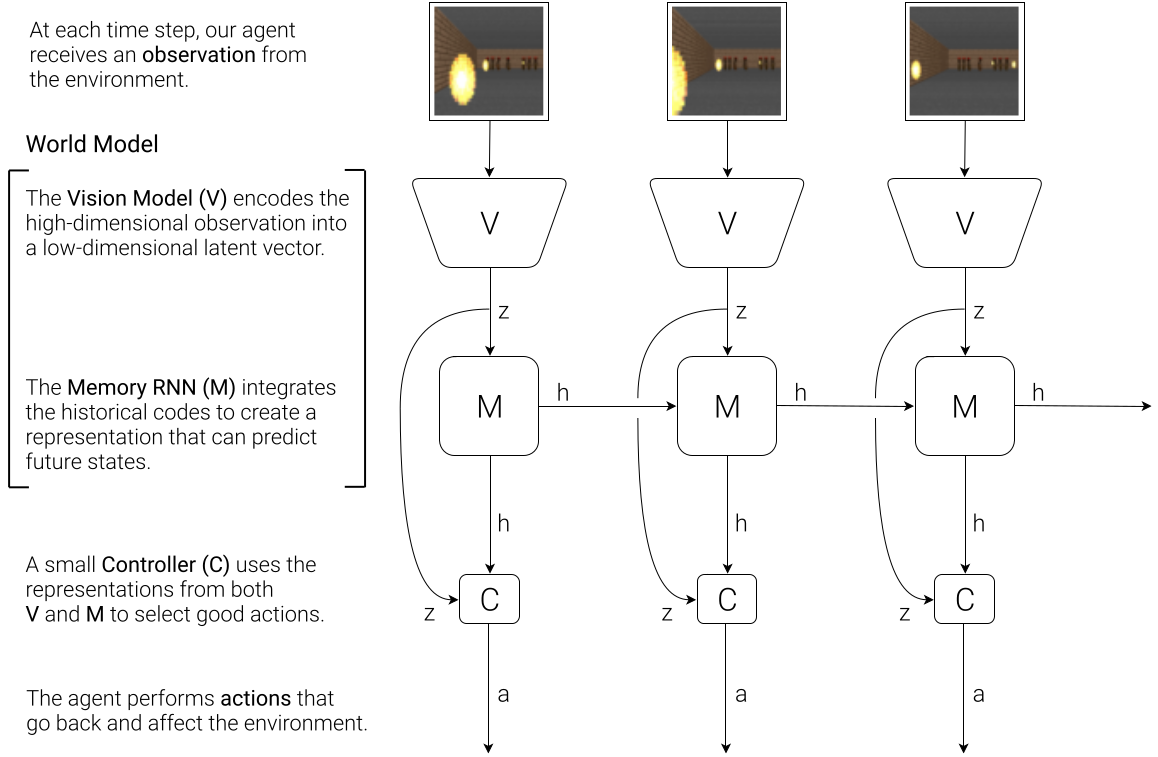 At each time step, our agent
receives an observation from
the environment.
World Model
The Vision Model (V) encodes the
high-dimensional observation into
a low-dimensional latent vector.
V
V
V
z
z
z
The Memory RNN (M) integrates
the historical codes to create a
representation that can predict
future states.
M
h
M
h
M
h
h
h
h
A small Controller (C) uses the
representations from both
V and M to select good actions.
z
C
z
C
z
C
The agent performs actions that
go back and affect the environment.
a
a
a